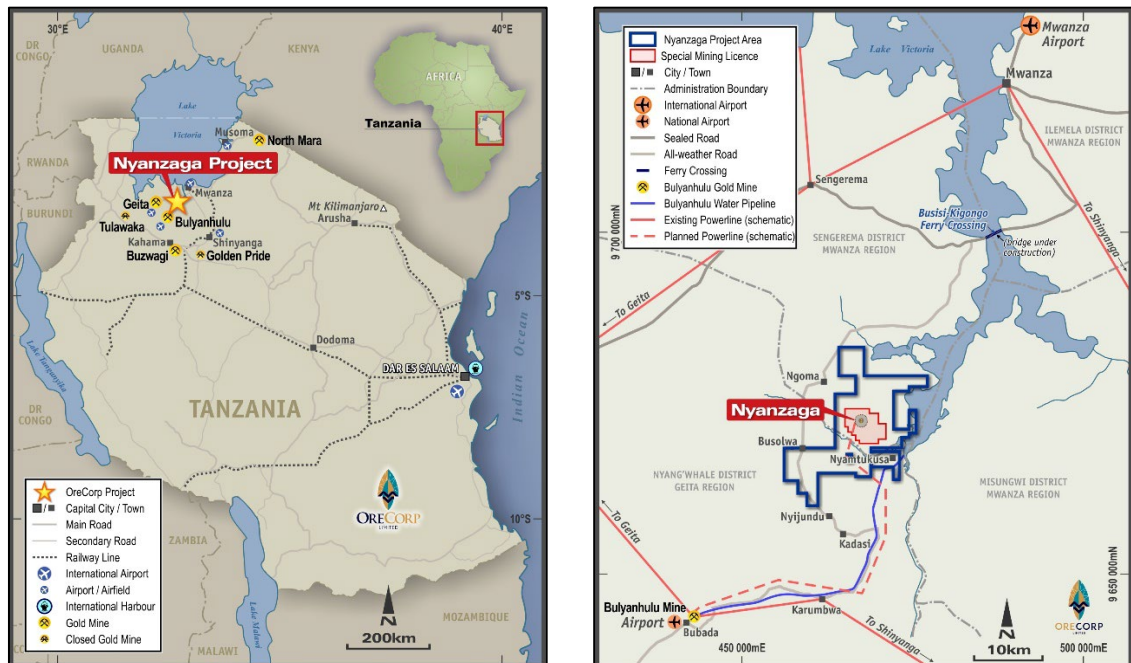 30°E
40°E
DR
CONGO
UGANDA
KENYA
AFRICA
Tanzania
Lake
Victoria
Musoma
North Mara
RWANDA
Nyanzaga Project
Mwanza
Geita
BURUNDI
Bulyanhulu
Tulawaka
Mt Kilimanjaro
Arusha
Kahama
Shinyanga
Buzwagi
Golden Pride
5°S
Dodoma
DAR ES SALAAM
Lake Tanganyika
TANZANIA
Indian Ocean
DR
CONGO
ORECORP
LIMITED
OreCorp Project
Capital City / Town
Main Road
Secondary Road
Railway Line
International Airport
Airport / Airfield
International Harbour
Gold Mine
Closed Gold Mine
ZAMBIA
10°S
Lake Malawi
MALAWI
N
200km
MOZAMBIQUE
Nyanzaga Project Area
Special Mining Licence
City / Town
Administration Boundary
International Airport
National Airport
Sealed Road
All-weather Road
Ferry Crossing
Bulyanhulu Gold Mine
Bulyanhulu Water Pipeline
Existing Powerline (schematic)
Planned Powerline (schematic)
Lake Victoria
Mwanza
Airport
Mwanza
ILEMELA DISTRICT
MWANZA REGION
Sengerema
To Shinyanga
Busisi-Kigongo
Ferry Crossing
(bridge under
construction)
SENGEREMA DISTRICT
MWANZA REGION
9 700 000mN
To Geita
Ngoma
Nyanzaga
Busolwa
Nyamtukusa
NYANG'WHALE DISTRICT
GEITA REGION
MISUNGWI DISTRICT
MWANZA REGION
Nyijundu
Kadasi
To Geita
9 650 000mN
Bulyanhulu Mine
Airport
Bubada
Karumbwa
To Shinyanga
N
10km
ORECORP
LIMITED
450 000mE
500 000mE